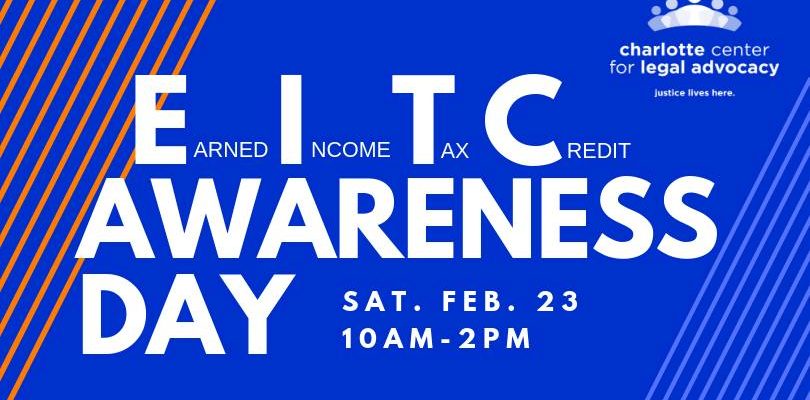 charlotte center
for legal advocacy
justice lives here.
EARNED INCOME TAX CREDIT
AWARENESS
DAY
SAT. FEB. 23
10AM-2PM